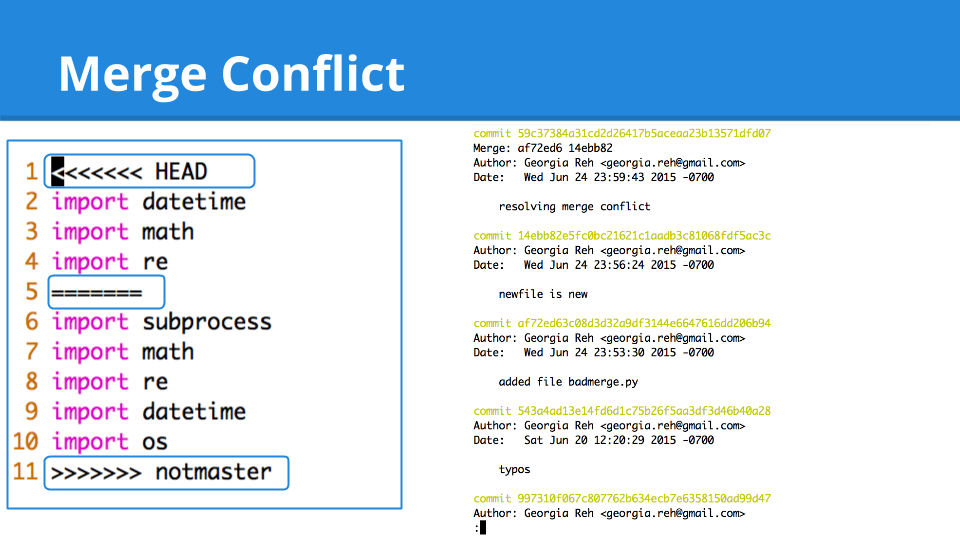 Merge Conflict
1 <<<<<<< HEAD
2 import datetime
3 import math
4 import re
5 =======
6 import subprocess
7 import math
8 import re
9 import datetime
10 import os
11 >>>>>>> notmaster
commit 59c37384a31cd2d26417b5aceaa23b13571dfd07
Merge: af72ed6 14ebb82
Author: Georgia Reh <georgia.reh@gmail.com>
Date:   Wed Jun 24 23:59:43 2015 -0700
resolving merge conflict
commit 14ebb82e5fc0bc21621c1aadb3c81068fdf5ac3c
Author: Georgia Reh <georgia.reh@gmail.com>
Date:   Wed Jun 24 23:56:24 2015 -0700
newfile is new
commit af72ed63c08d3d32a9df3144e6647616dd206b94
Author: Georgia Reh <georgia.reh@gmail.com>
Date:   Wed Jun 24 23:53:30 2015 -0700
added file badmerge.py
commit 543a4ad13e14fd6d1c75b26f5aa3df3d46b40a28
Author: Georgia Reh <georgia.reh@gmail.com>
Date:   Sat Jun 20 12:20:29 2015 -0700
typos
commit 997310f067c807762b634ecb7e6358150ad99d47
Author: Georgia Reh <georgia.reh@gmail.com>
: